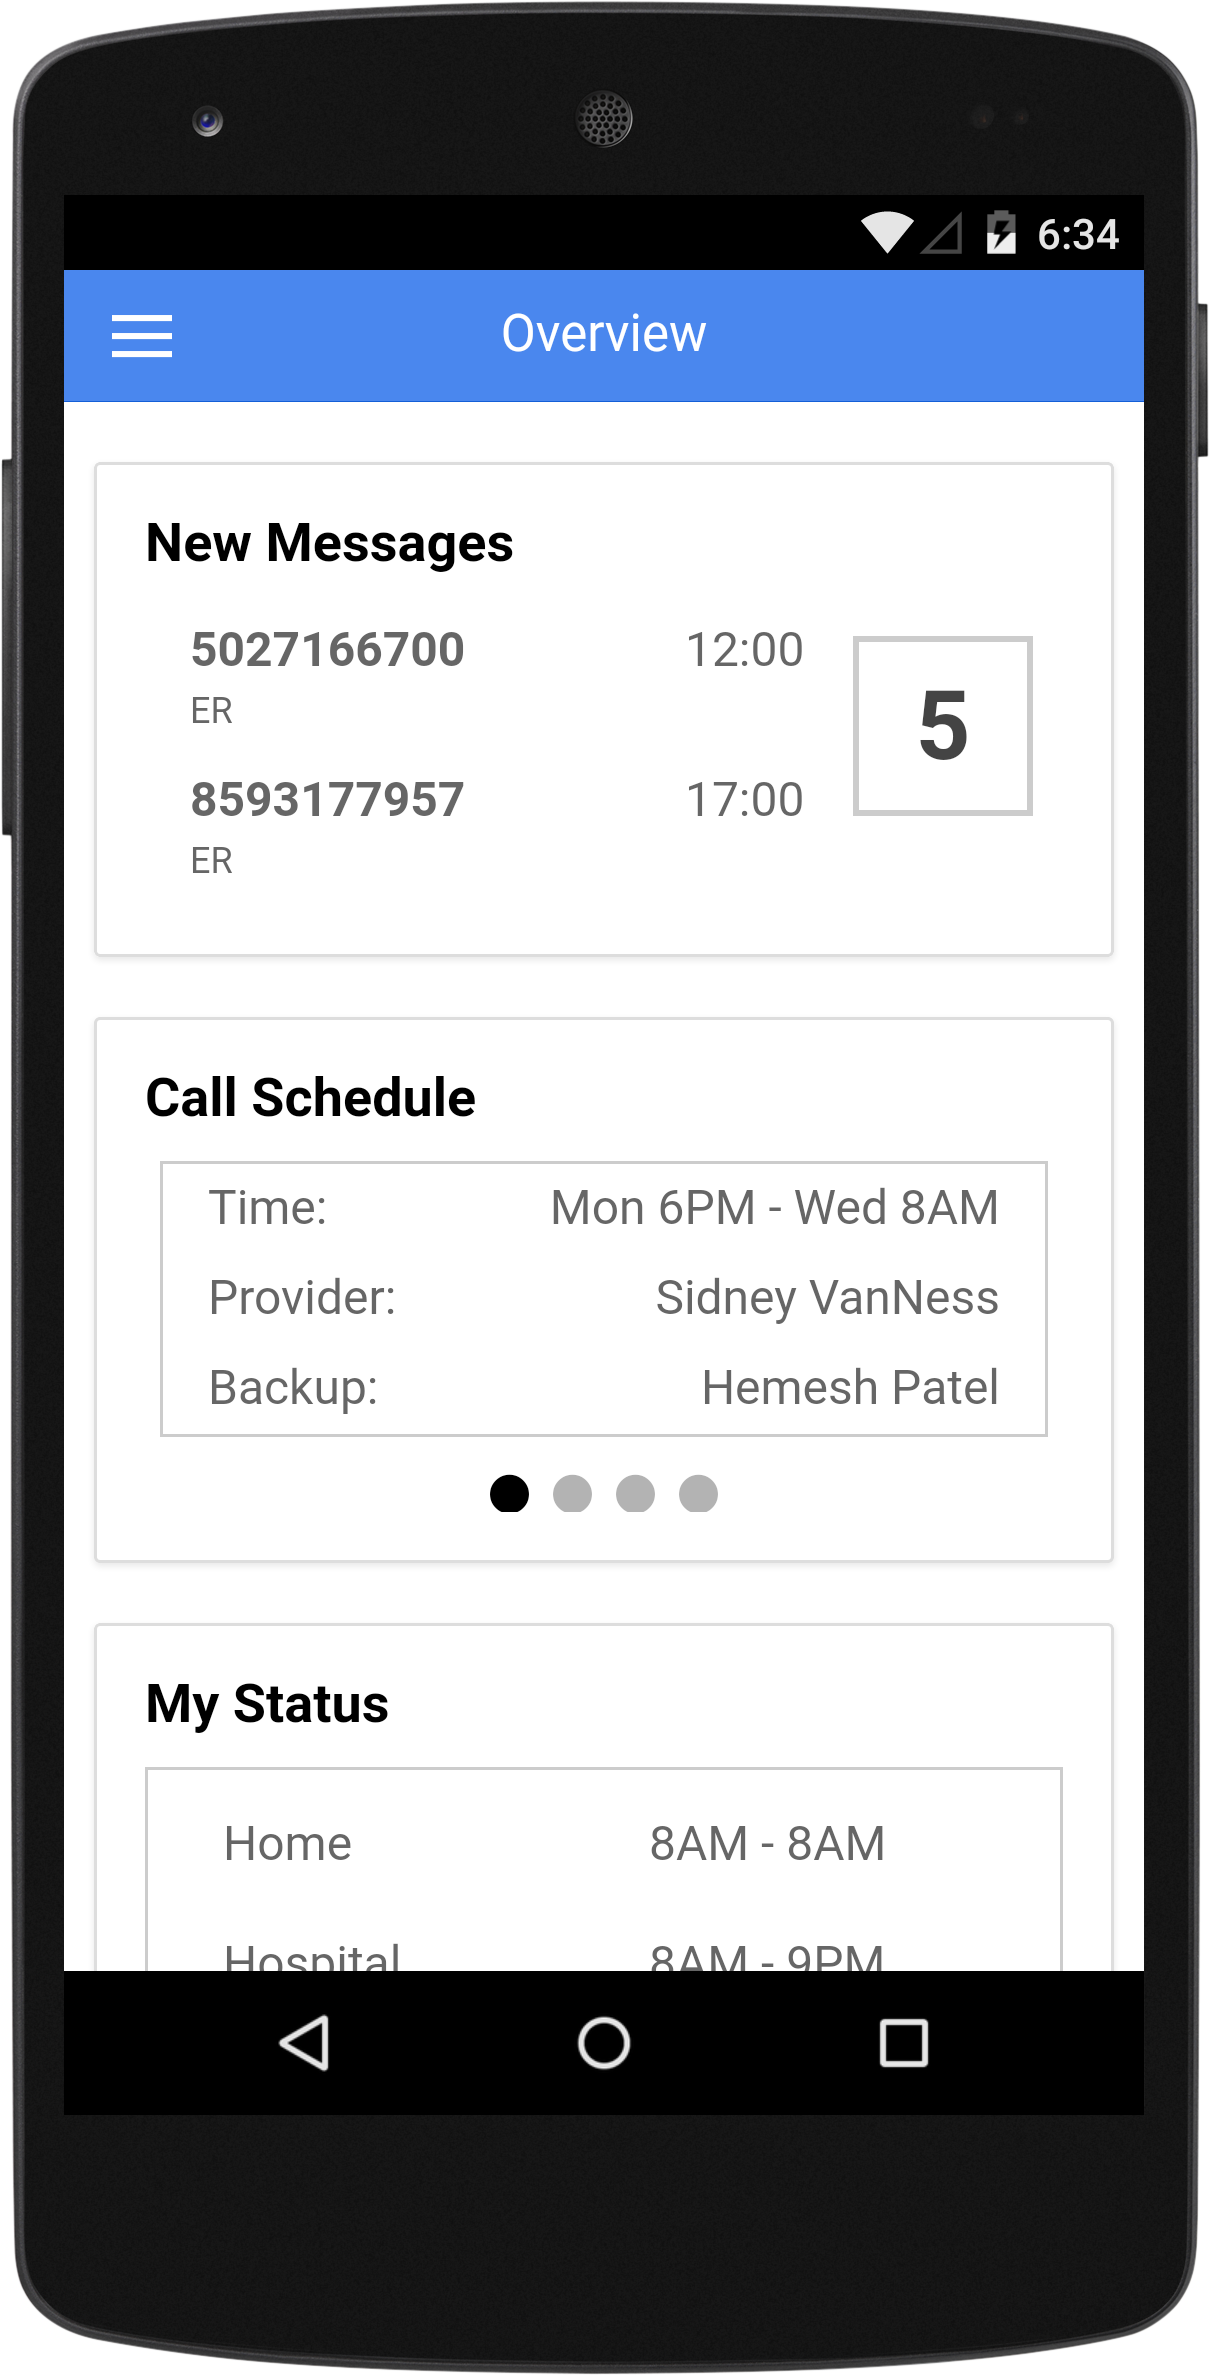 6:34
Overview
New Messages
5027166700 12:00
ER
5
8593177957 17:00
ER
Call Schedule
Time: Mon 6PM - Wed 8AM
Provider: Sidney VanNess
Backup: Hemesh Patel
My Status
Home 8AM - 8AM
Hospital 8AM - 9PM